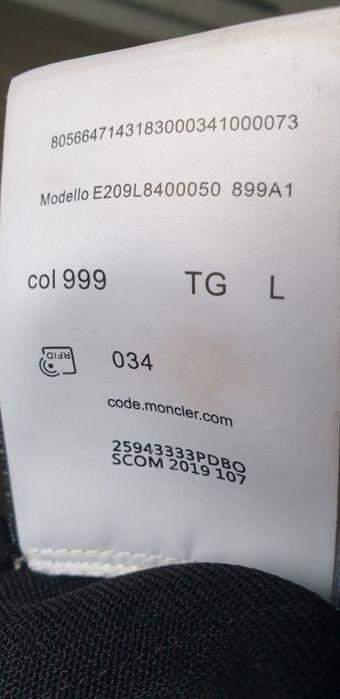 8056647143183000341000073
Modello E209L8400050 899A1
col 999 TG L
RFID 034
code.moncler.com
25943333PDBO
SCOM 2019 107